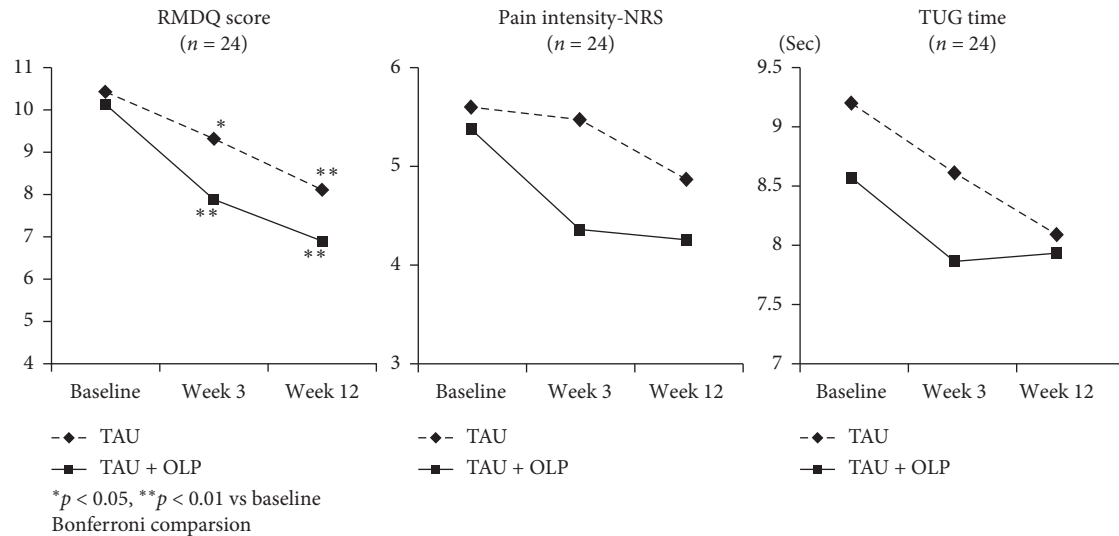 RMDQ score
(n = 24)
11
10
9
8
7
6
5
4
*
**
**
**
Baseline Week 3 Week 12
TAU
TAU + OLP
*p < 0.05, **p < 0.01 vs baseline
Bonferroni comparsion
Pain intensity-NRS
(n = 24)
6
5
4
3
Baseline Week 3 Week 12
TAU
TAU + OLP
TUG time
(Sec) (n = 24)
9.5
9
8.5
8
7.5
7
Baseline Week 3 Week 12
TAU
TAU + OLP